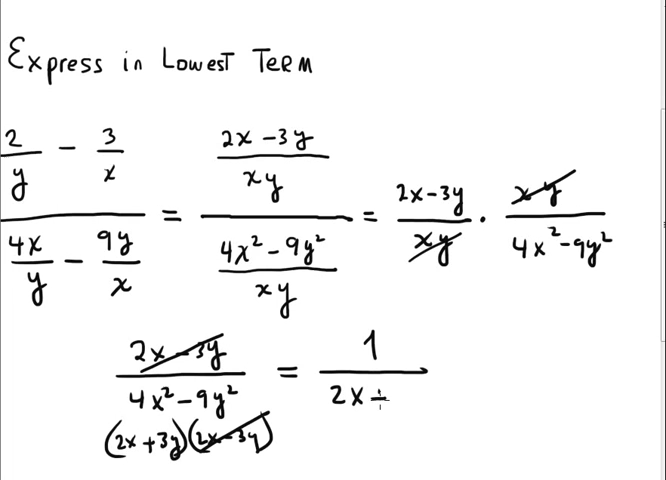 Express in Lowest Term
2/y − 3/x = (2x − 3y)/(xy) = (2x − 3y)/(xy) · (xy)/(4x² − 9y²)
4x/y − 9y/x (4x² − 9y²)/(xy)
(2x − 3y)/(4x² − 9y²) = 1/(2x +
(2x + 3y)(2x − 3y)